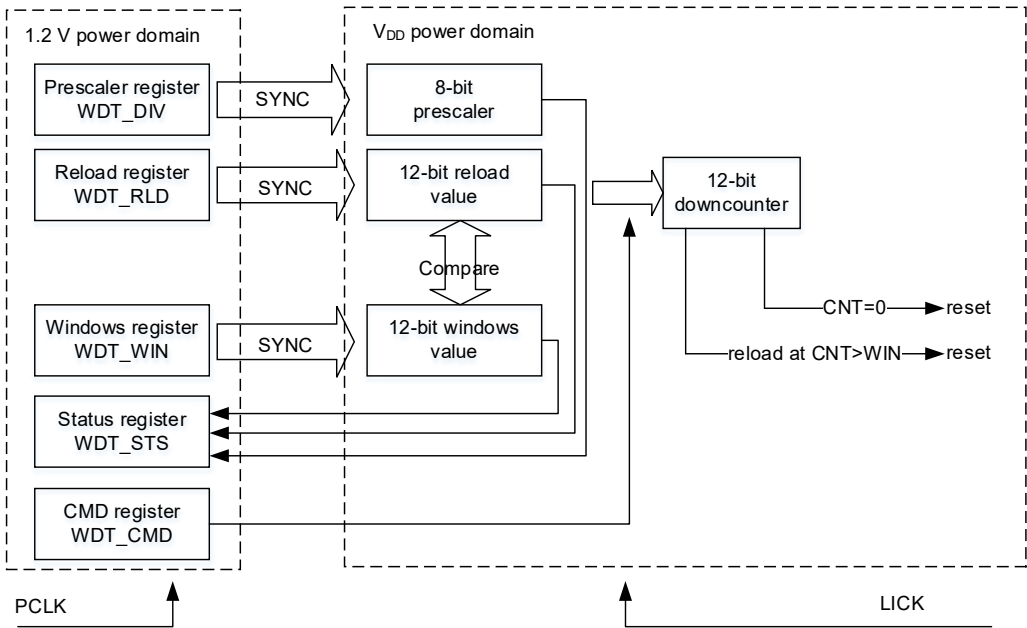 1.2 V power domain
Prescaler register
WDT_DIV
Reload register
WDT_RLD
Windows register
WDT_WIN
Status register
WDT_STS
CMD register
WDT_CMD
SYNC
SYNC
SYNC
VDD power domain
8-bit
prescaler
12-bit reload
value
Compare
12-bit windows
value
12-bit
downcounter
CNT=0
reset
reload at CNT>WIN
reset
PCLK
LICK